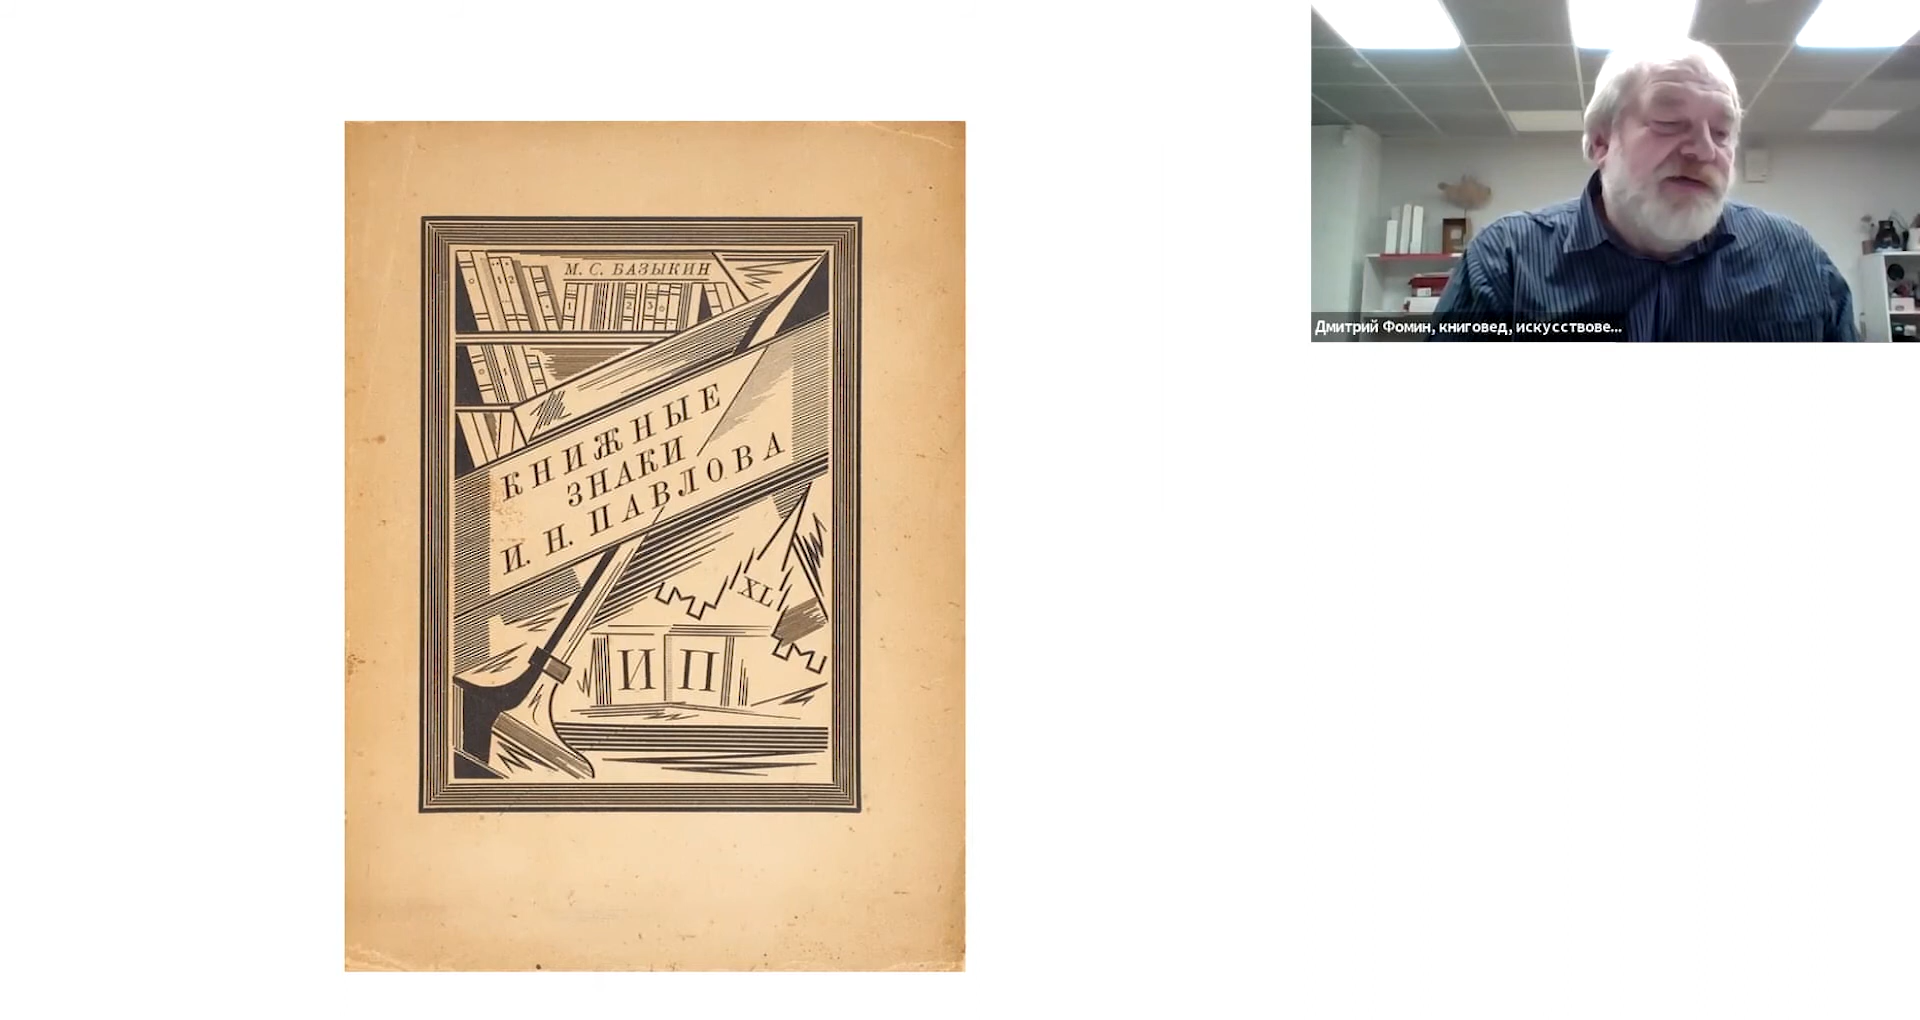 М. С. БАЗЫКИН
КНИЖНЫЕ
ЗНАКИ
И. Н. ПАВЛОВА
XL
И П
Дмитрий Фомин, книговед, искусствове...